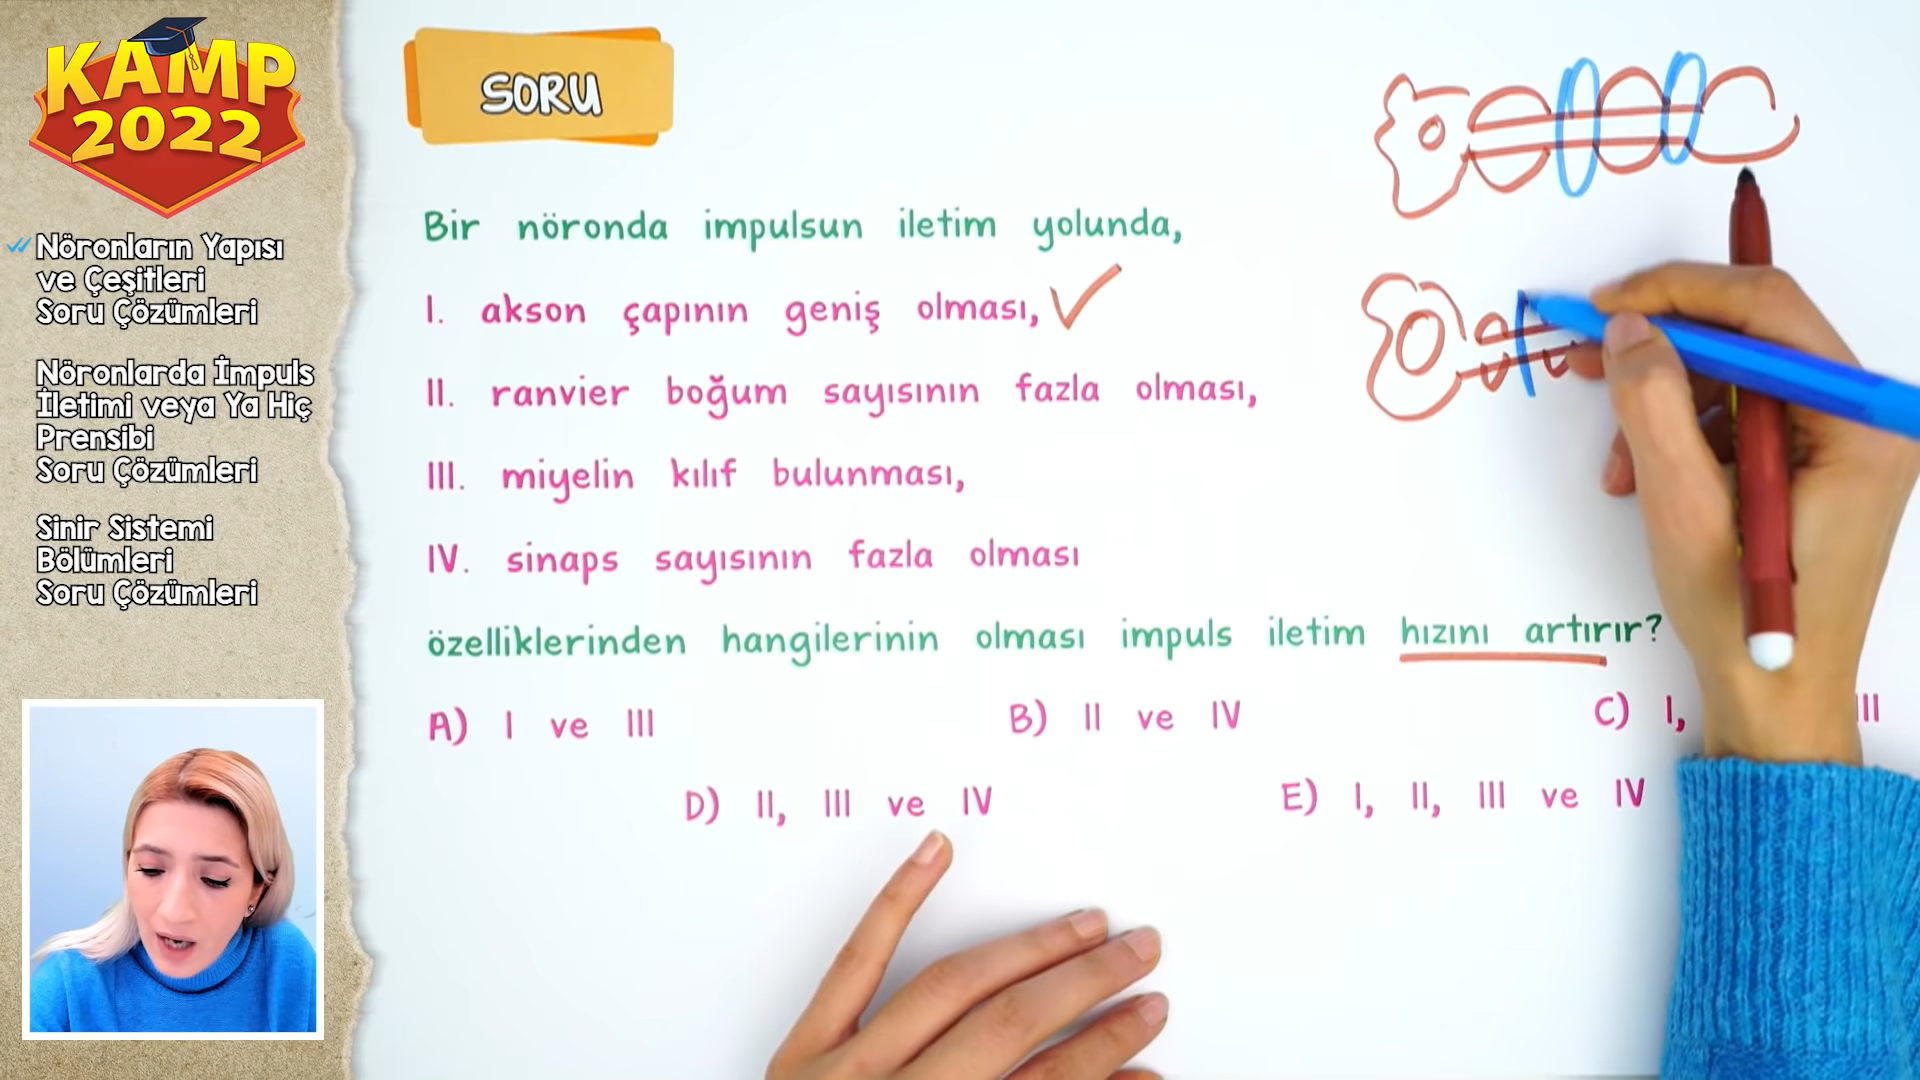 KAMP
2022
Nöronların Yapısı
ve Çeşitleri
Soru Çözümleri
Nöronlarda İmpuls
İletimi veya Ya Hiç
Prensibi
Soru Çözümleri
Sinir Sistemi
Bölümleri
Soru Çözümleri
SORU
Bir nöronda impulsun iletim yolunda,
I. akson çapının geniş olması,
II. ranvier boğum sayısının fazla olması,
III. miyelin kılıf bulunması,
IV. sinaps sayısının fazla olması
özelliklerinden hangilerinin olması impuls iletim hızını artırır?
A) I ve III
B) II ve IV
C) I,
D) II, III ve IV
E) I, II, III ve IV